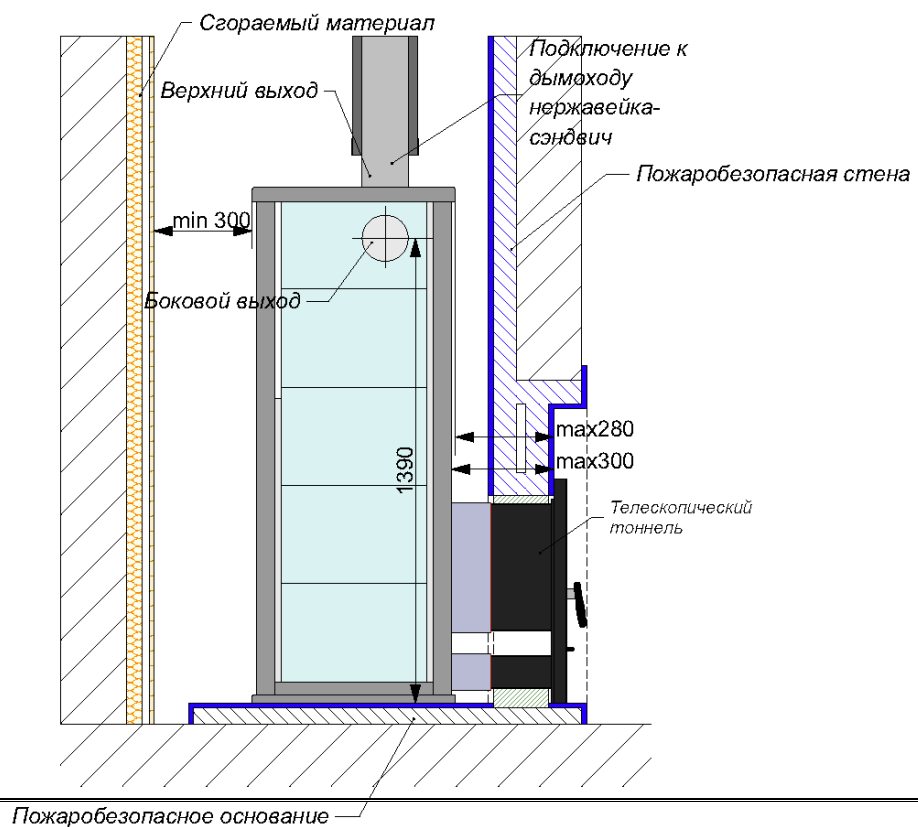 Сгораемый материал
Подключение к
дымоходу
нержавейка-
сэндвич
Верхний выход
Пожаробезопасная стена
min 300
Боковой выход
max280
max300
1390
Телескопический
тоннель
Пожаробезопасное основание